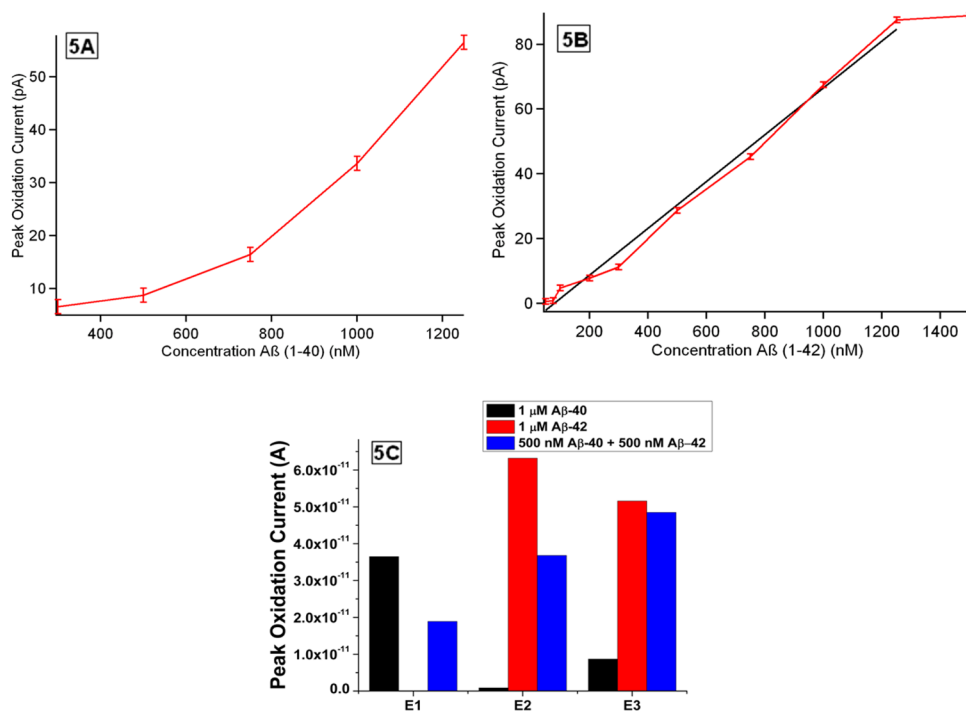 5A
Peak Oxidation Current (pA)
50
40
30
20
10
400 600 800 1000 1200
Concentration Aß (1-40) (nM)
5B
Peak Oxidation Current (pA)
80
60
40
20
0
200 400 600 800 1000 1200 1400
Concentration Aß (1-42) (nM)
1 μM Aβ-40
1 μM Aβ-42
500 nM Aβ-40 + 500 nM Aβ-42
5C
Peak Oxidation Current (A)
6.0x10⁻¹¹
5.0x10⁻¹¹
4.0x10⁻¹¹
3.0x10⁻¹¹
2.0x10⁻¹¹
1.0x10⁻¹¹
0.0
E1 E2 E3